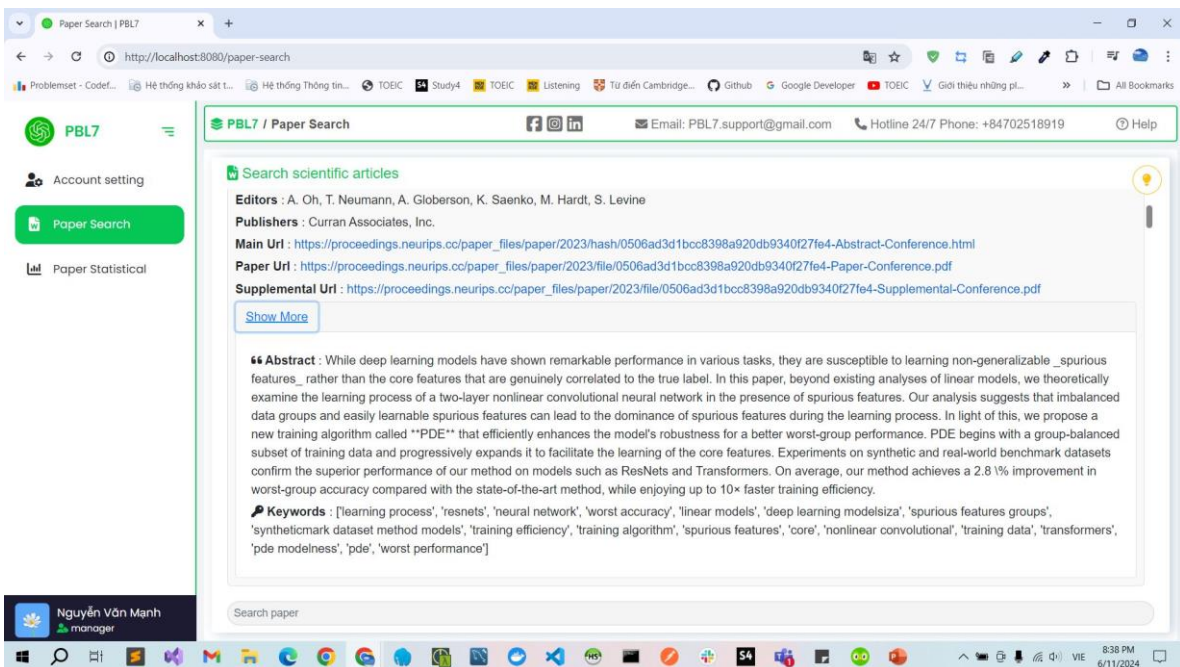 Paper Search | PBL7
http://localhost:8080/paper-search
Problemset - Codef... Hệ thống khảo sát t... Hệ thống Thông tin... TOEIC S4 Study4 TOEIC Listening Từ điển Cambridge... Github Google Developer TOEIC Giới thiệu những pl... » All Bookmarks
PBL7
PBL7 / Paper Search Email: PBL7.support@gmail.com Hotline 24/7 Phone: +84702518919 Help
Account setting
Paper Search
Paper Statistical
Search scientific articles
Editors : A. Oh, T. Neumann, A. Globerson, K. Saenko, M. Hardt, S. Levine
Publishers : Curran Associates, Inc.
Main Url : https://proceedings.neurips.cc/paper_files/paper/2023/hash/0506ad3d1bcc8398a920db9340f27fe4-Abstract-Conference.html
Paper Url : https://proceedings.neurips.cc/paper_files/paper/2023/file/0506ad3d1bcc8398a920db9340f27fe4-Paper-Conference.pdf
Supplemental Url : https://proceedings.neurips.cc/paper_files/paper/2023/file/0506ad3d1bcc8398a920db9340f27fe4-Supplemental-Conference.pdf
Show More
Abstract : While deep learning models have shown remarkable performance in various tasks, they are susceptible to learning non-generalizable _spurious
features_ rather than the core features that are genuinely correlated to the true label. In this paper, beyond existing analyses of linear models, we theoretically
examine the learning process of a two-layer nonlinear convolutional neural network in the presence of spurious features. Our analysis suggests that imbalanced
data groups and easily learnable spurious features can lead to the dominance of spurious features during the learning process. In light of this, we propose a
new training algorithm called **PDE** that efficiently enhances the model's robustness for a better worst-group performance. PDE begins with a group-balanced
subset of training data and progressively expands it to facilitate the learning of the core features. Experiments on synthetic and real-world benchmark datasets
confirm the superior performance of our method on models such as ResNets and Transformers. On average, our method achieves a 2.8 \% improvement in
worst-group accuracy compared with the state-of-the-art method, while enjoying up to 10× faster training efficiency.
Keywords : ['learning process', 'resnets', 'neural network', 'worst accuracy', 'linear models', 'deep learning modelsiza', 'spurious features groups',
'syntheticmark dataset method models', 'training efficiency', 'training algorithm', 'spurious features', 'core', 'nonlinear convolutional', 'training data', 'transformers',
'pde modelness', 'pde', 'worst performance']
Search paper
Nguyễn Văn Mạnh
manager
VIE
8:38 PM
6/11/2024